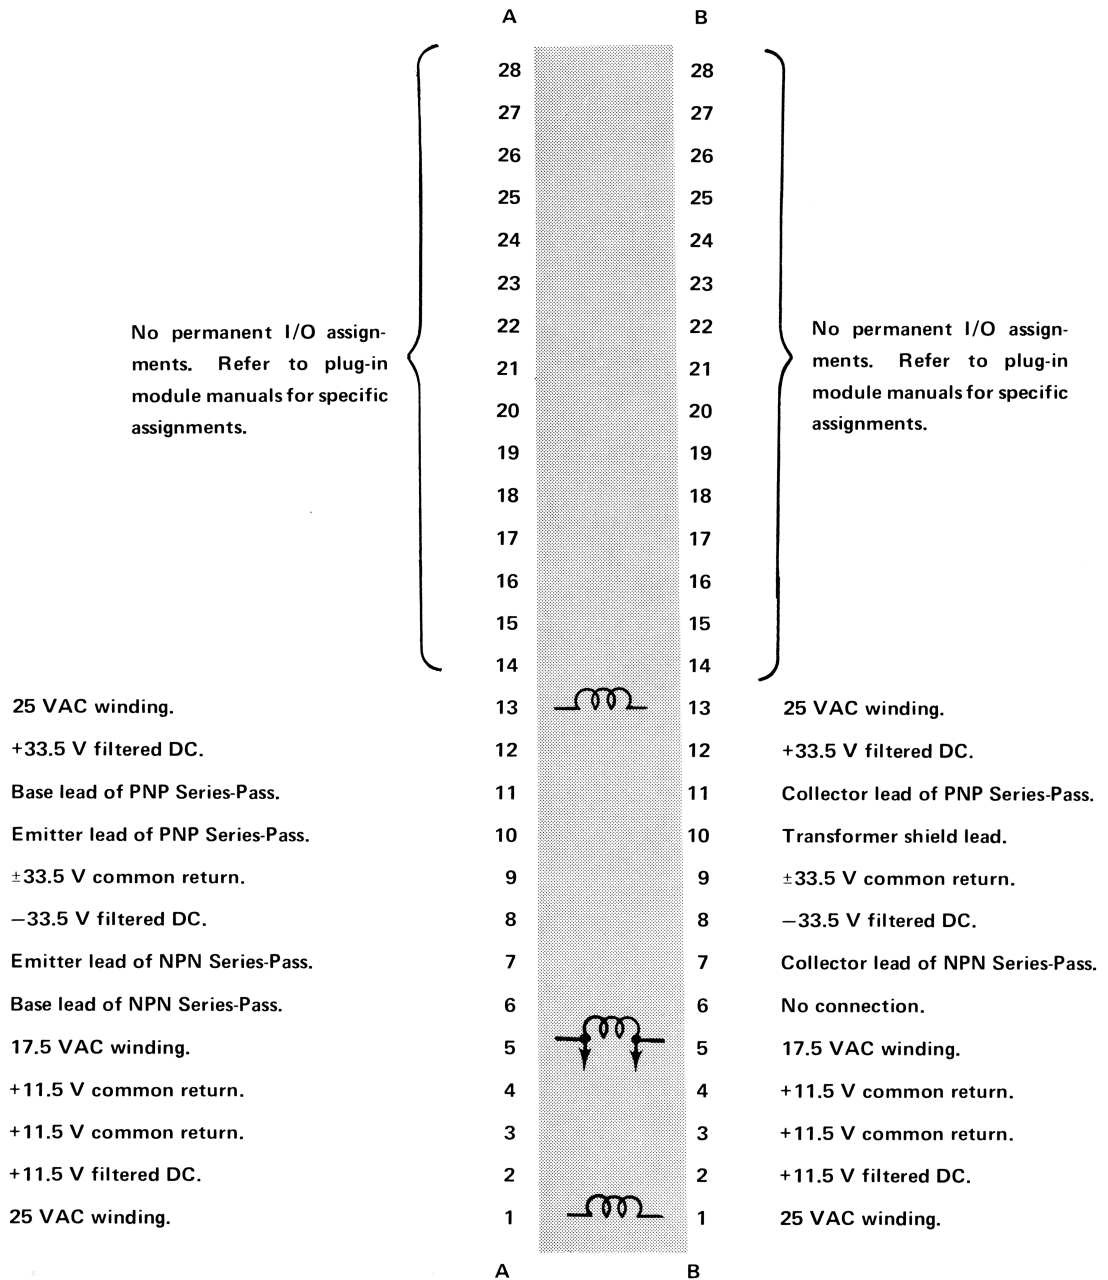 A B
28 28
27 27
26 26
25 25
24 24
23 23
No permanent I/O assign- 22 22 No permanent I/O assign-
ments. Refer to plug-in 21 21 ments. Refer to plug-in
module manuals for specific 20 20 module manuals for specific
assignments. 19 19 assignments.
18 18
17 17
16 16
15 15
14 14
25 VAC winding. 13 13 25 VAC winding.
+33.5 V filtered DC. 12 12 +33.5 V filtered DC.
Base lead of PNP Series-Pass. 11 11 Collector lead of PNP Series-Pass.
Emitter lead of PNP Series-Pass. 10 10 Transformer shield lead.
±33.5 V common return. 9 9 ±33.5 V common return.
−33.5 V filtered DC. 8 8 −33.5 V filtered DC.
Emitter lead of NPN Series-Pass. 7 7 Collector lead of NPN Series-Pass.
Base lead of NPN Series-Pass. 6 6 No connection.
17.5 VAC winding. 5 5 17.5 VAC winding.
+11.5 V common return. 4 4 +11.5 V common return.
+11.5 V common return. 3 3 +11.5 V common return.
+11.5 V filtered DC. 2 2 +11.5 V filtered DC.
25 VAC winding. 1 1 25 VAC winding.
A B